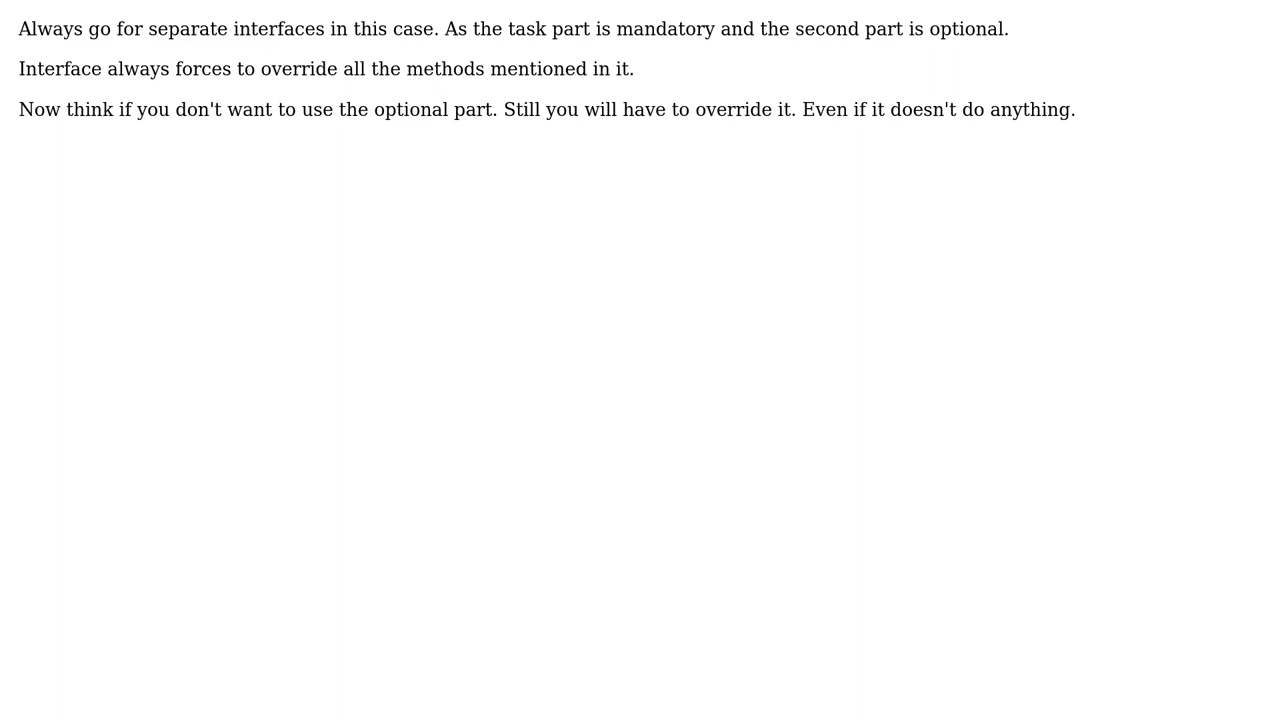 Always go for separate interfaces in this case. As the task part is mandatory and the second part is optional.
Interface always forces to override all the methods mentioned in it.
Now think if you don't want to use the optional part. Still you will have to override it. Even if it doesn't do anything.